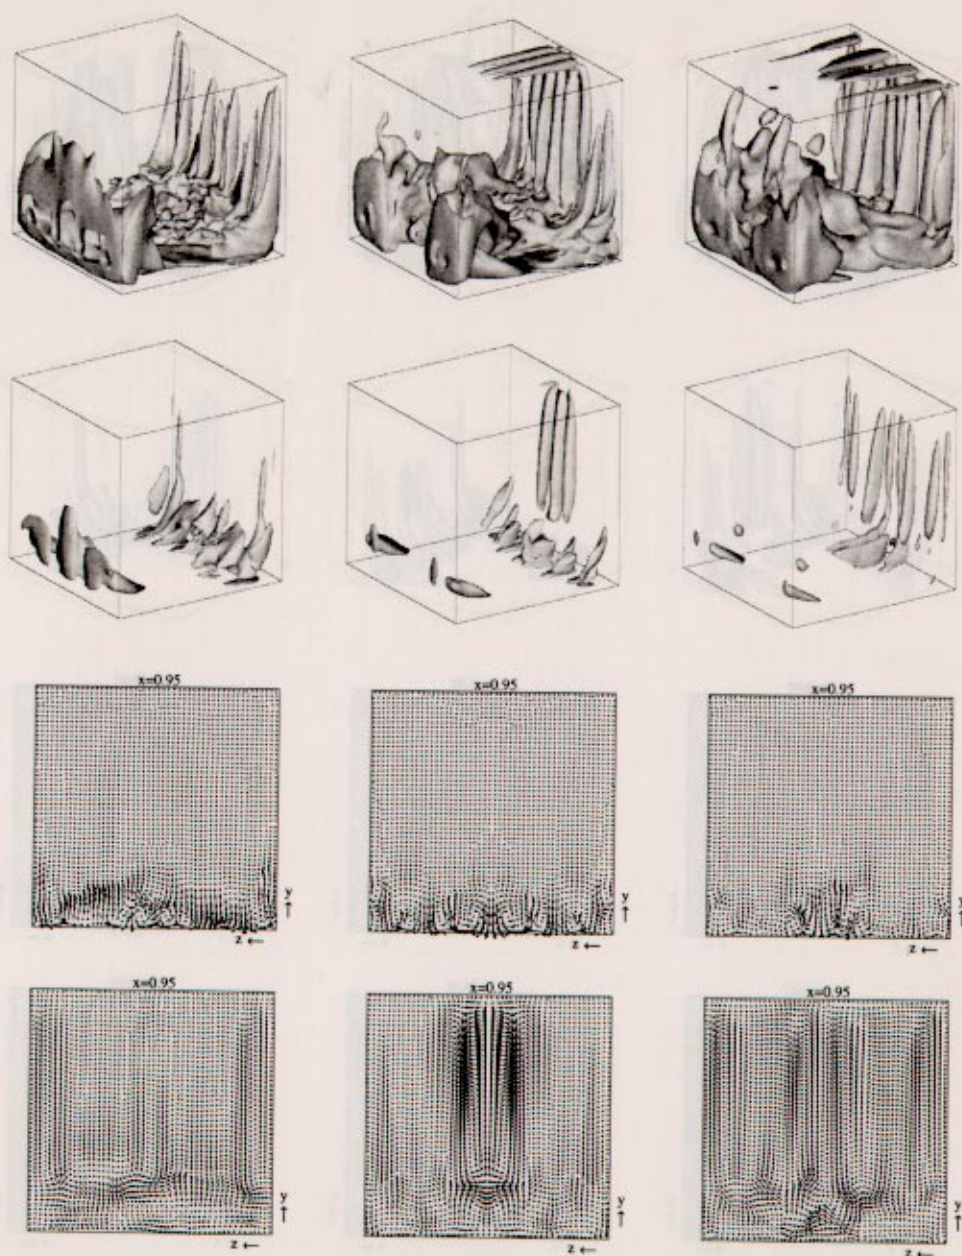 x=0.95
x=0.95
x=0.95
y
↑
y
↑
y
↑
z ←
z ←
z ←
x=0.95
x=0.95
x=0.95
y
↑
y
↑
y
↑
z ←
z ←
z ←